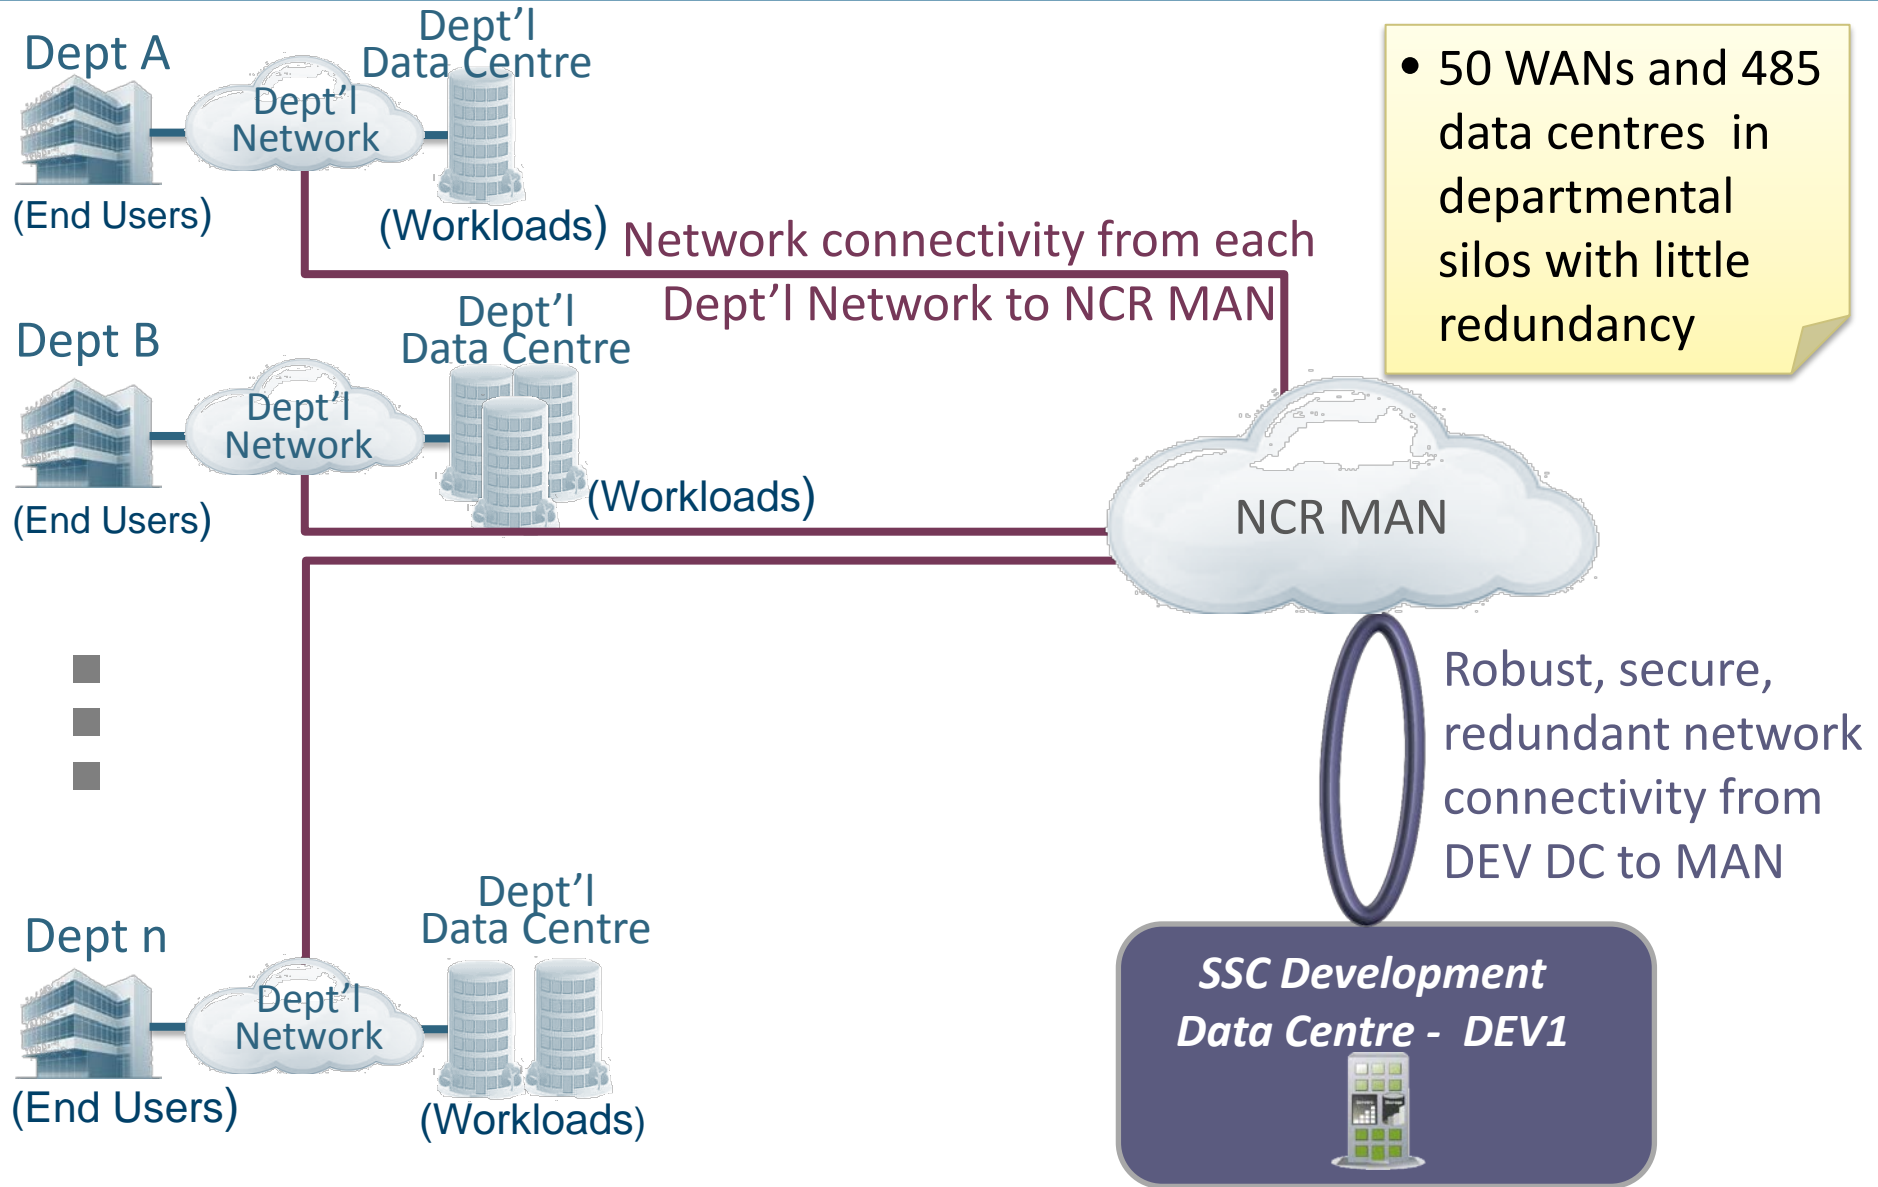 Dept A
Dept'l
Data Centre
Dept'l
Network
(End Users)
(Workloads)
• 50 WANs and 485
data centres in
departmental
silos with little
redundancy
Network connectivity from each
Dept'l Network to NCR MAN
Dept B
Dept'l
Data Centre
Dept'l
Network
(End Users)
(Workloads)
NCR MAN
Robust, secure,
redundant network
connectivity from
DEV DC to MAN
Dept n
Dept'l
Data Centre
Dept'l
Network
(End Users)
(Workloads)
SSC Development
Data Centre - DEV1